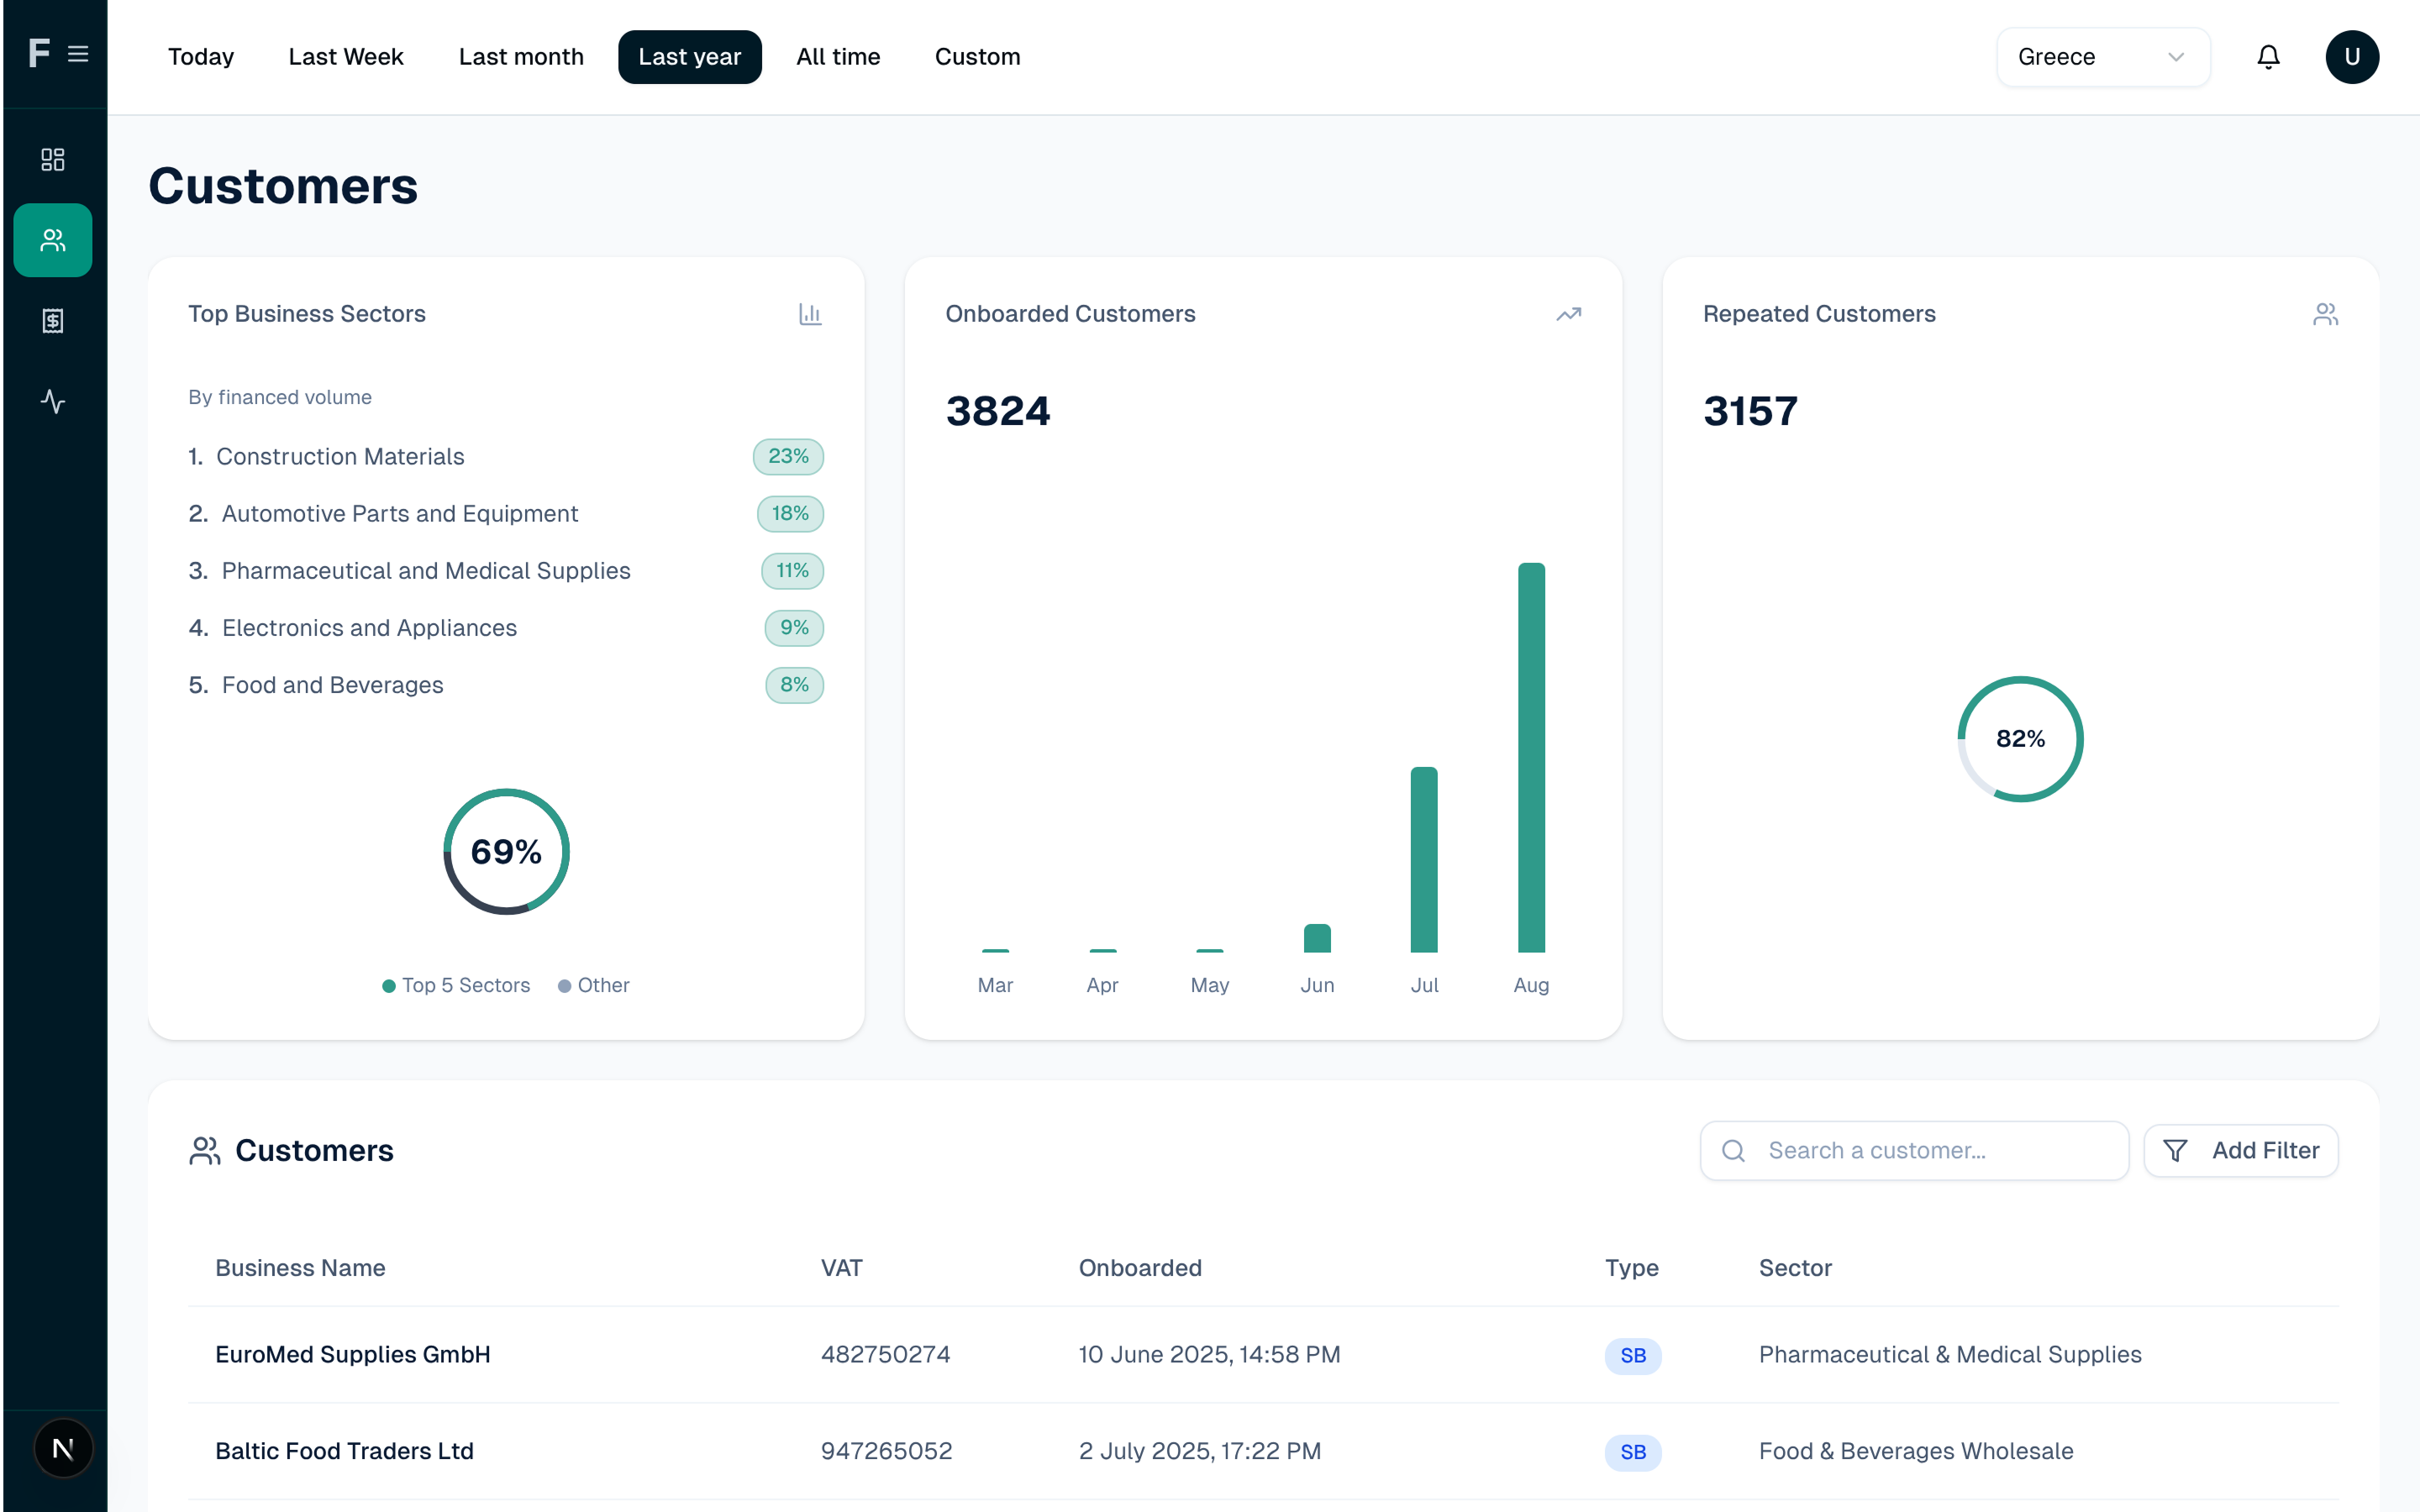 F
Today Last Week Last month Last year All time Custom Greece U
Customers
Top Business Sectors
By financed volume
1. Construction Materials 23%
2. Automotive Parts and Equipment 18%
3. Pharmaceutical and Medical Supplies 11%
4. Electronics and Appliances 9%
5. Food and Beverages 8%
69%
Top 5 Sectors Other
Onboarded Customers
3824
Mar Apr May Jun Jul Aug
Repeated Customers
3157
82%
Customers
Search a customer...
Add Filter
Business Name VAT Onboarded Type Sector
EuroMed Supplies GmbH 482750274 10 June 2025, 14:58 PM SB Pharmaceutical & Medical Supplies
Baltic Food Traders Ltd 947265052 2 July 2025, 17:22 PM SB Food & Beverages Wholesale
N